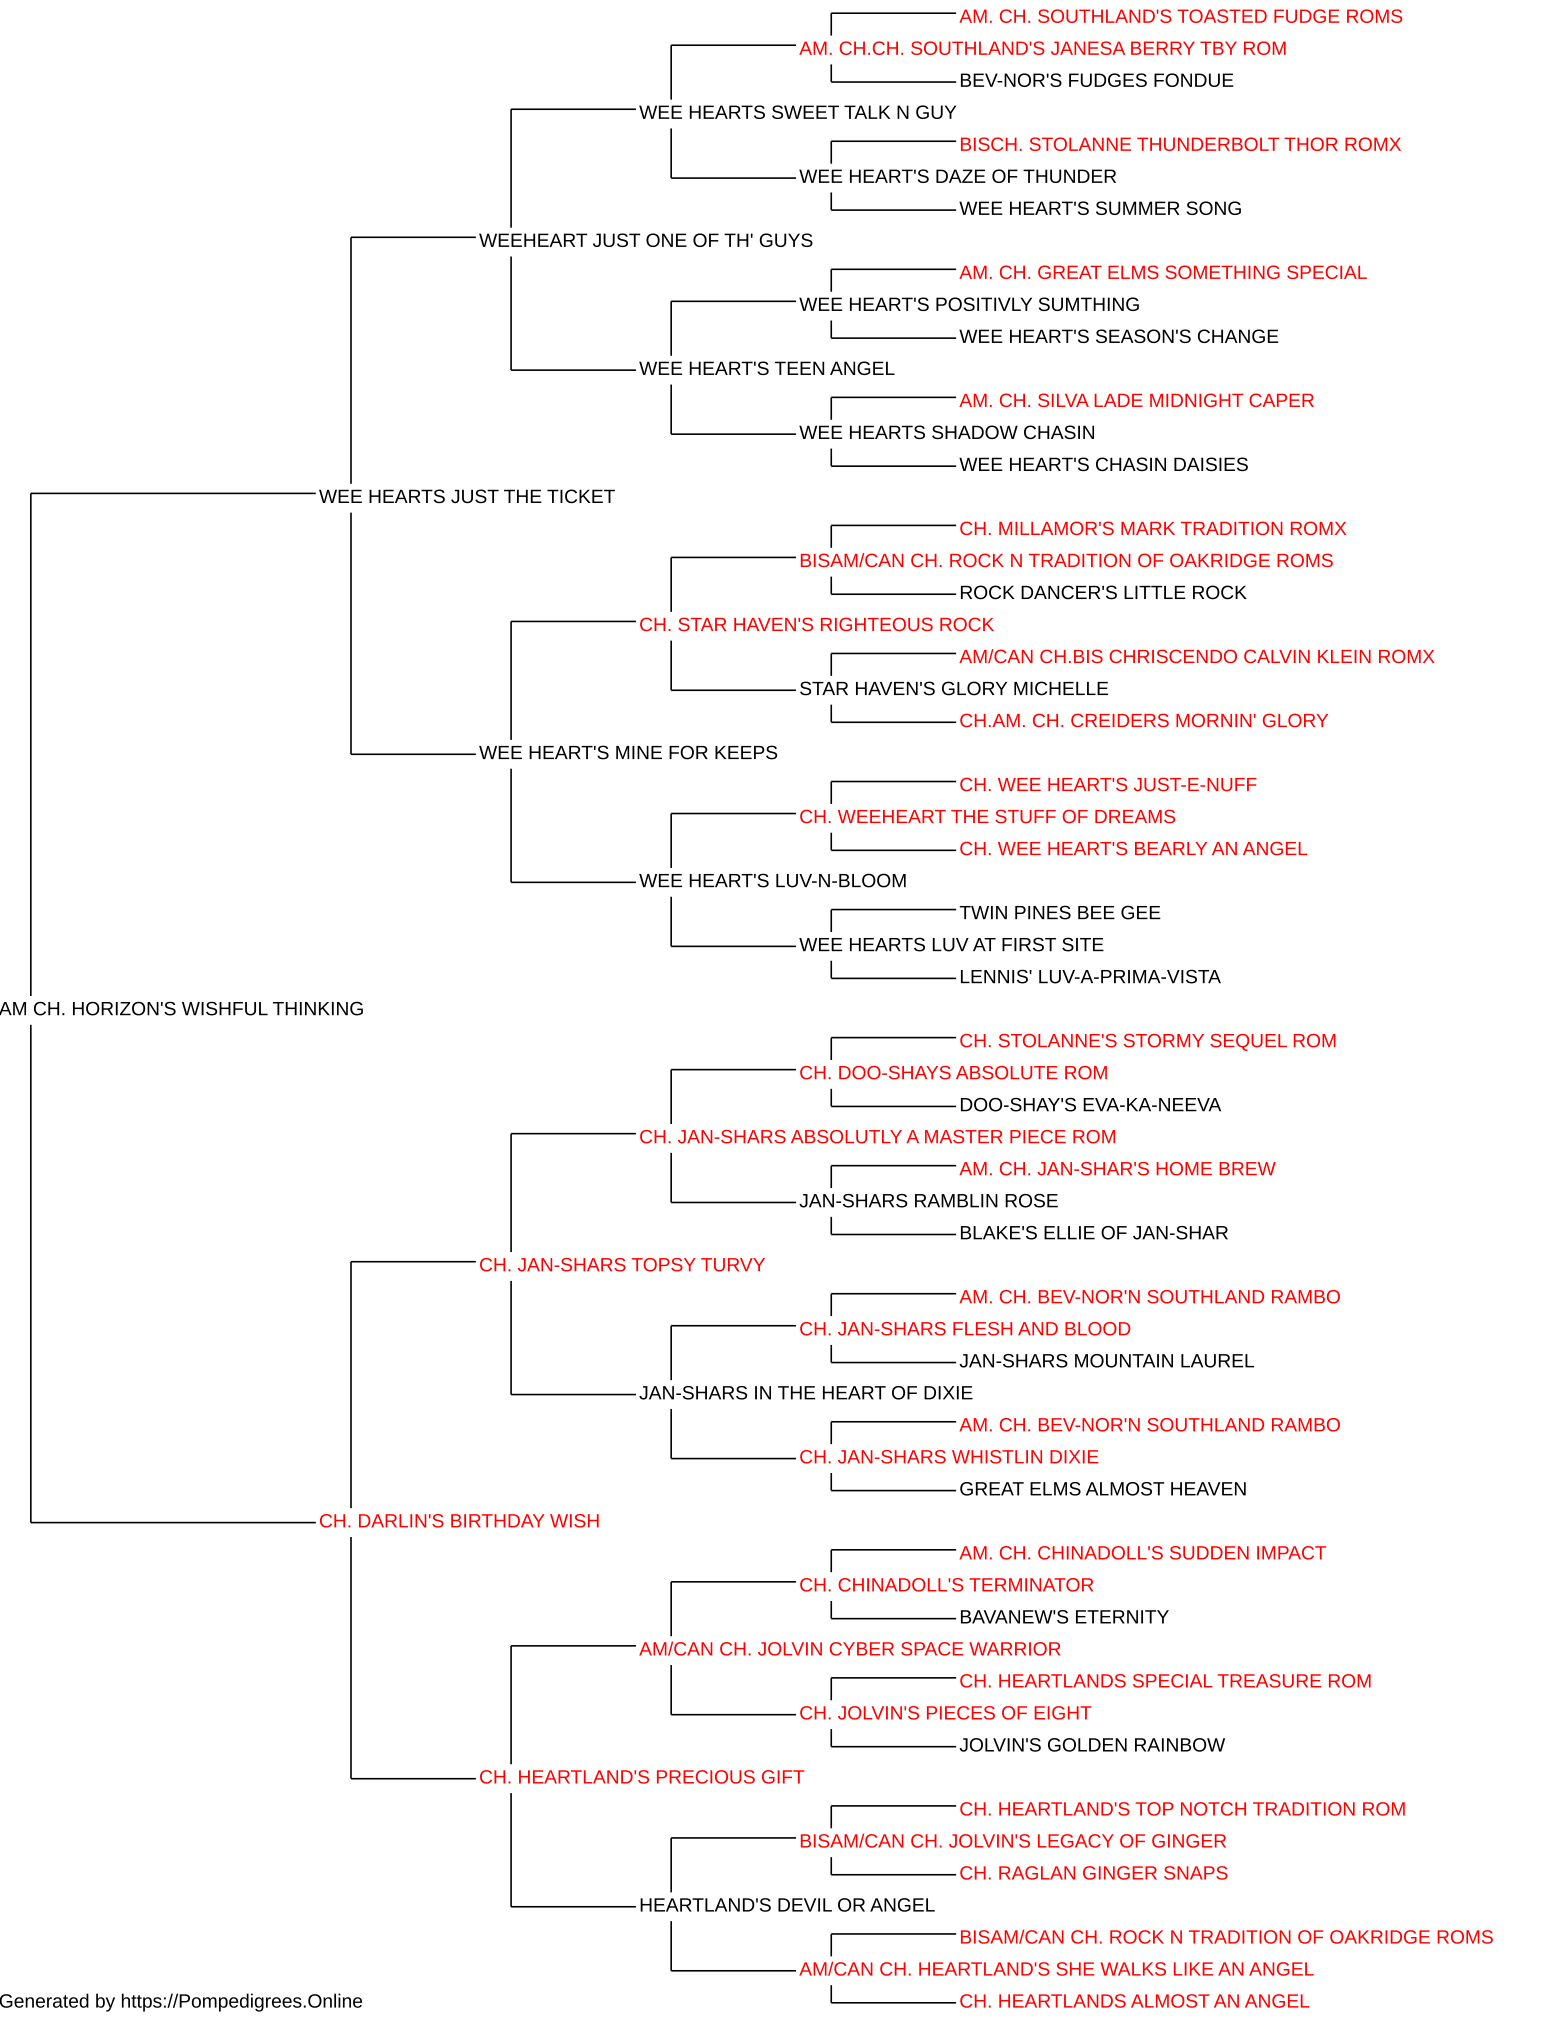 AM. CH. SOUTHLAND'S TOASTED FUDGE ROMS
AM. CH.CH. SOUTHLAND'S JANESA BERRY TBY ROM
BEV-NOR'S FUDGES FONDUE
WEE HEARTS SWEET TALK N GUY
BISCH. STOLANNE THUNDERBOLT THOR ROMX
WEE HEART'S DAZE OF THUNDER
WEE HEART'S SUMMER SONG
WEEHEART JUST ONE OF TH' GUYS
AM. CH. GREAT ELMS SOMETHING SPECIAL
WEE HEART'S POSITIVLY SUMTHING
WEE HEART'S SEASON'S CHANGE
WEE HEART'S TEEN ANGEL
AM. CH. SILVA LADE MIDNIGHT CAPER
WEE HEARTS SHADOW CHASIN
WEE HEART'S CHASIN DAISIES
WEE HEARTS JUST THE TICKET
CH. MILLAMOR'S MARK TRADITION ROMX
BISAM/CAN CH. ROCK N TRADITION OF OAKRIDGE ROMS
ROCK DANCER'S LITTLE ROCK
CH. STAR HAVEN'S RIGHTEOUS ROCK
AM/CAN CH.BIS CHRISCENDO CALVIN KLEIN ROMX
STAR HAVEN'S GLORY MICHELLE
CH.AM. CH. CREIDERS MORNIN' GLORY
WEE HEART'S MINE FOR KEEPS
CH. WEE HEART'S JUST-E-NUFF
CH. WEEHEART THE STUFF OF DREAMS
CH. WEE HEART'S BEARLY AN ANGEL
WEE HEART'S LUV-N-BLOOM
TWIN PINES BEE GEE
WEE HEARTS LUV AT FIRST SITE
LENNIS' LUV-A-PRIMA-VISTA
AM CH. HORIZON'S WISHFUL THINKING
CH. STOLANNE'S STORMY SEQUEL ROM
CH. DOO-SHAYS ABSOLUTE ROM
DOO-SHAY'S EVA-KA-NEEVA
CH. JAN-SHARS ABSOLUTLY A MASTER PIECE ROM
AM. CH. JAN-SHAR'S HOME BREW
JAN-SHARS RAMBLIN ROSE
BLAKE'S ELLIE OF JAN-SHAR
CH. JAN-SHARS TOPSY TURVY
AM. CH. BEV-NOR'N SOUTHLAND RAMBO
CH. JAN-SHARS FLESH AND BLOOD
JAN-SHARS MOUNTAIN LAUREL
JAN-SHARS IN THE HEART OF DIXIE
AM. CH. BEV-NOR'N SOUTHLAND RAMBO
CH. JAN-SHARS WHISTLIN DIXIE
GREAT ELMS ALMOST HEAVEN
CH. DARLIN'S BIRTHDAY WISH
AM. CH. CHINADOLL'S SUDDEN IMPACT
CH. CHINADOLL'S TERMINATOR
BAVANEW'S ETERNITY
AM/CAN CH. JOLVIN CYBER SPACE WARRIOR
CH. HEARTLANDS SPECIAL TREASURE ROM
CH. JOLVIN'S PIECES OF EIGHT
JOLVIN'S GOLDEN RAINBOW
CH. HEARTLAND'S PRECIOUS GIFT
CH. HEARTLAND'S TOP NOTCH TRADITION ROM
BISAM/CAN CH. JOLVIN'S LEGACY OF GINGER
CH. RAGLAN GINGER SNAPS
HEARTLAND'S DEVIL OR ANGEL
BISAM/CAN CH. ROCK N TRADITION OF OAKRIDGE ROMS
AM/CAN CH. HEARTLAND'S SHE WALKS LIKE AN ANGEL
CH. HEARTLANDS ALMOST AN ANGEL
Generated by https://Pompedigrees.Online